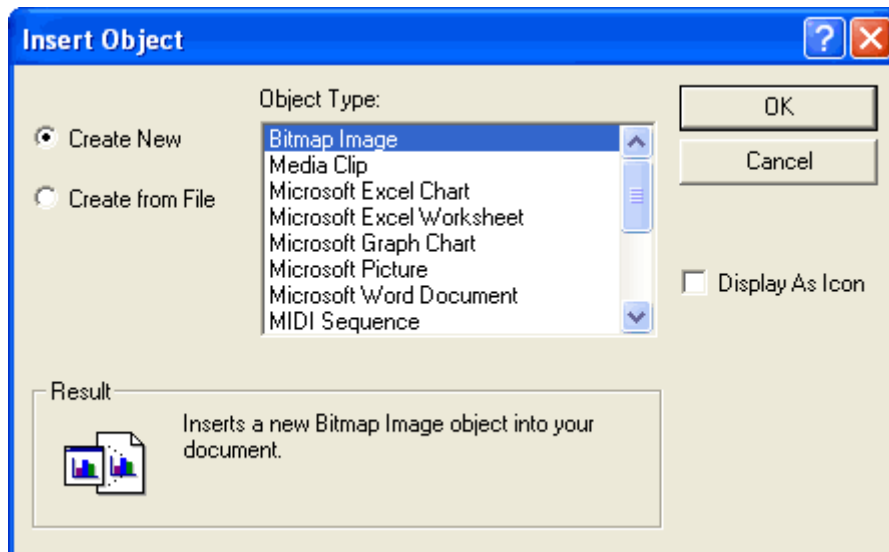 Insert Object
Object Type:
Create New
Create from File
Bitmap Image
Media Clip
Microsoft Excel Chart
Microsoft Excel Worksheet
Microsoft Graph Chart
Microsoft Picture
Microsoft Word Document
MIDI Sequence
OK
Cancel
Display As Icon
Result
Inserts a new Bitmap Image object into your
document.